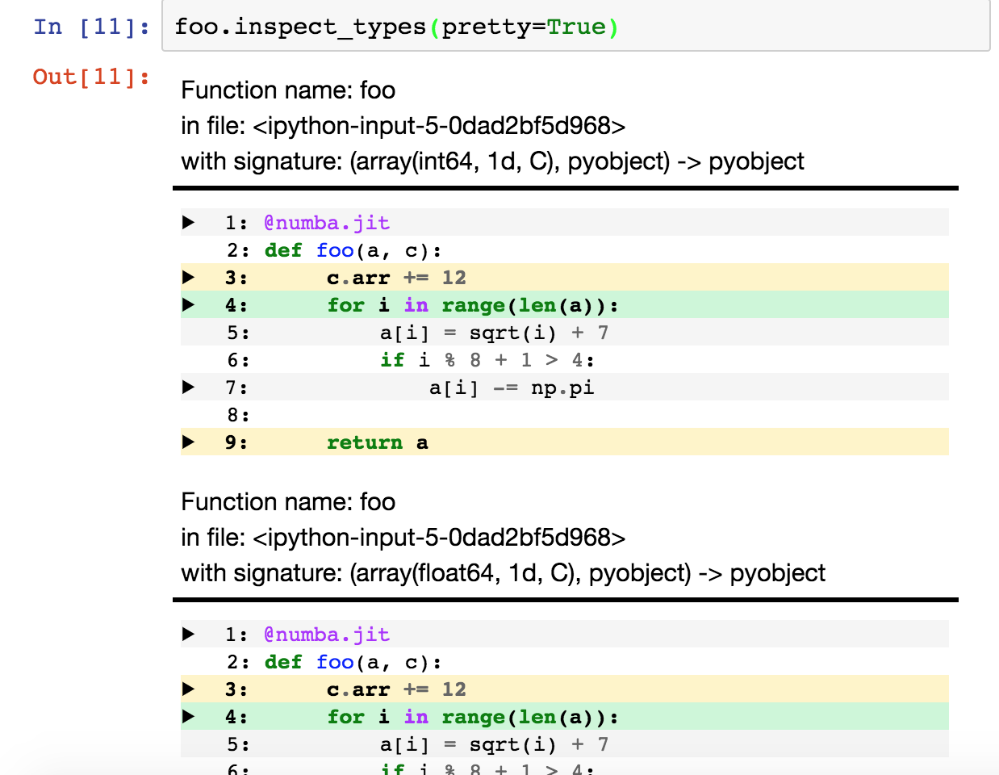 In [11]: foo.inspect_types(pretty=True)
Out[11]:
Function name: foo
in file: <ipython-input-5-0dad2bf5d968>
with signature: (array(int64, 1d, C), pyobject) -> pyobject
1: @numba.jit
2: def foo(a, c):
3: c.arr += 12
4: for i in range(len(a)):
5: a[i] = sqrt(i) + 7
6: if i % 8 + 1 > 4:
7: a[i] -= np.pi
8:
9: return a
Function name: foo
in file: <ipython-input-5-0dad2bf5d968>
with signature: (array(float64, 1d, C), pyobject) -> pyobject
1: @numba.jit
2: def foo(a, c):
3: c.arr += 12
4: for i in range(len(a)):
5: a[i] = sqrt(i) + 7
6: if i % 8 + 1 > 4: